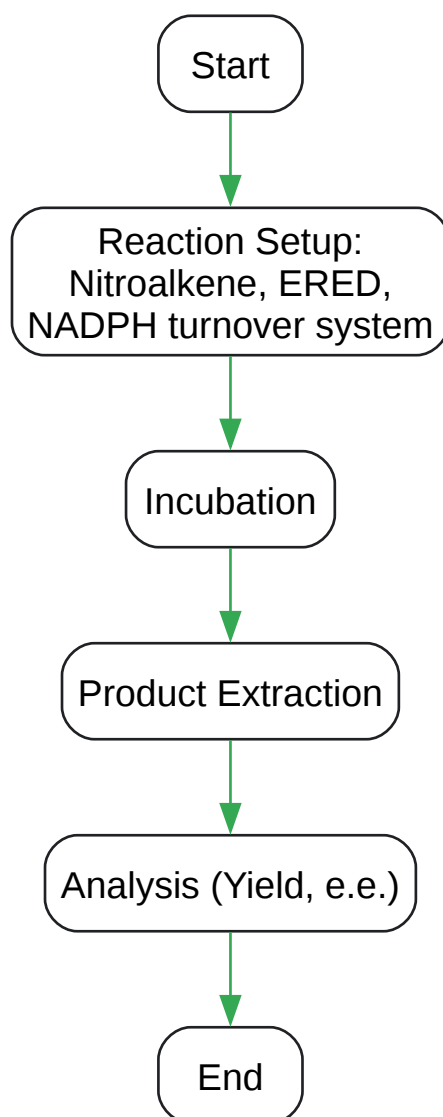 Start
Reaction Setup:
Nitroalkene, ERED,
NADPH turnover system
Incubation
Product Extraction
Analysis (Yield, e.e.)
End